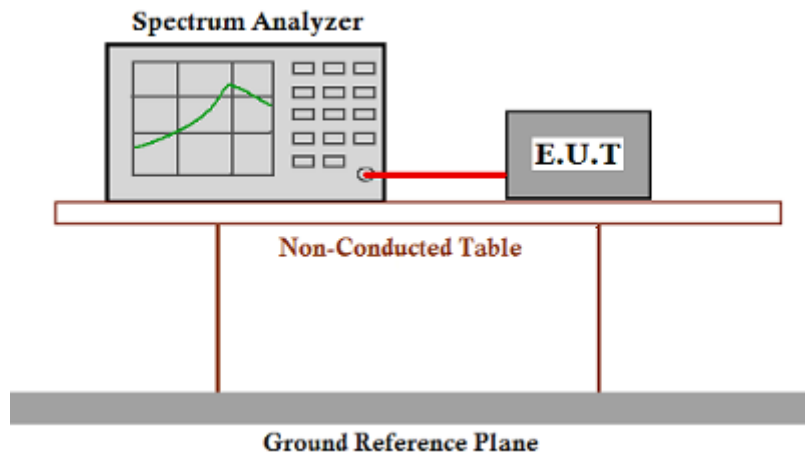 Spectrum Analyzer
E.U.T
Non-Conducted Table
Ground Reference Plane